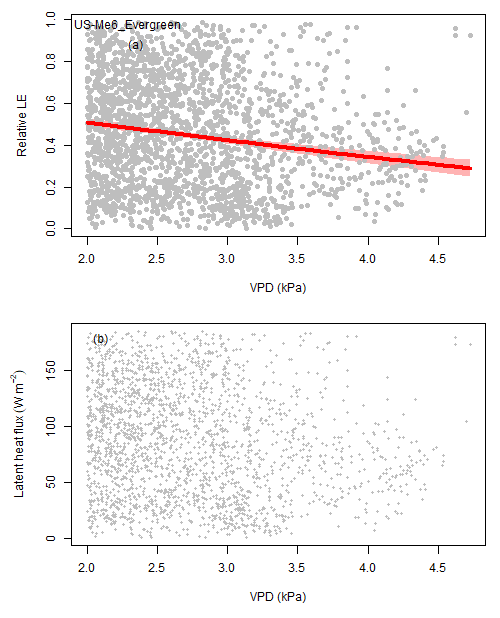 US-Me6_Evergreen
(a)
1.0
0.8
0.6
0.4
0.2
0.0
Relative LE
2.0 2.5 3.0 3.5 4.0 4.5
VPD (kPa)
(b)
150
100
50
0
Latent heat flux (W m⁻²)
2.0 2.5 3.0 3.5 4.0 4.5
VPD (kPa)